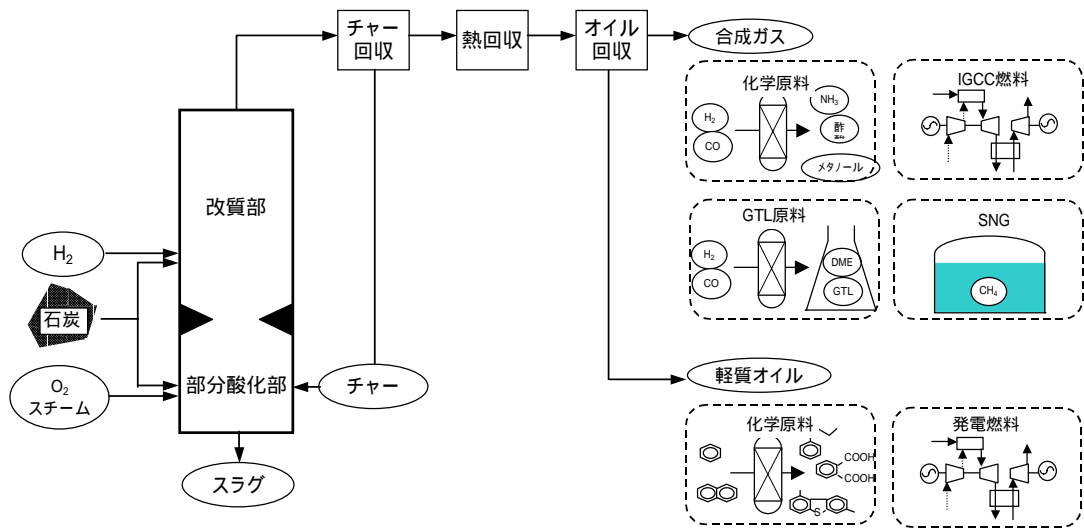 チャー
回収
熱回収
オイル
回収
合成ガス
化学原料
H₂
CO
NH₃
酢
酸
メタノール
IGCC燃料
改質部
H₂
石炭
O₂
スチーム
部分酸化部
チャー
スラグ
GTL原料
H₂
CO
DME
GTL
SNG
CH₄
軽質オイル
化学原料
COOH
COOH
S
発電燃料